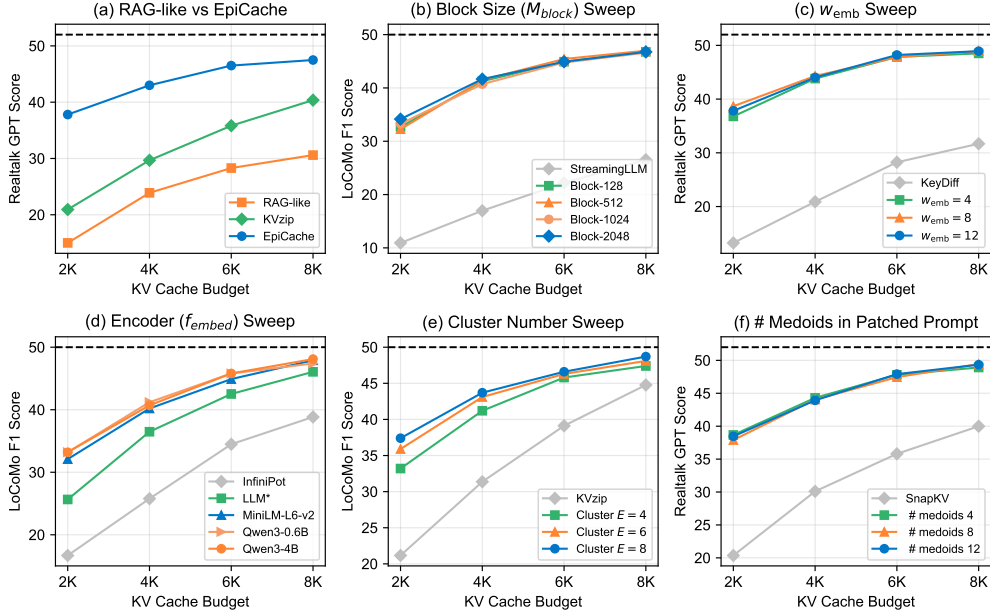 (a) RAG-like vs EpiCache
Realtalk GPT Score
50
40
30
20
2K
4K
6K
8K
KV Cache Budget
RAG-like
KVzip
EpiCache
(b) Block Size (M_block) Sweep
LoCoMo F1 Score
50
40
30
20
10
2K
4K
6K
8K
KV Cache Budget
StreamingLLM
Block-128
Block-512
Block-1024
Block-2048
(c) w_emb Sweep
Realtalk GPT Score
50
40
30
20
2K
4K
6K
8K
KV Cache Budget
KeyDiff
w_emb = 4
w_emb = 8
w_emb = 12
(d) Encoder (f_embed) Sweep
LoCoMo F1 Score
50
40
30
20
2K
4K
6K
8K
KV Cache Budget
InfiniPot
LLM*
MiniLM-L6-v2
Qwen3-0.6B
Qwen3-4B
(e) Cluster Number Sweep
LoCoMo F1 Score
50
45
40
35
30
25
20
2K
4K
6K
8K
KV Cache Budget
KVzip
Cluster E = 4
Cluster E = 6
Cluster E = 8
(f) # Medoids in Patched Prompt
Realtalk GPT Score
50
40
30
20
2K
4K
6K
8K
KV Cache Budget
SnapKV
# medoids 4
# medoids 8
# medoids 12